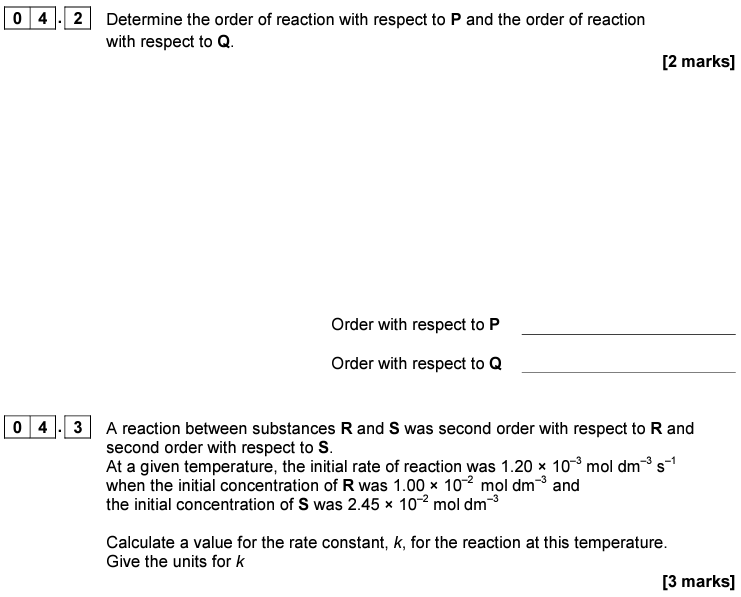 0 4 . 2 Determine the order of reaction with respect to P and the order of reaction
with respect to Q.
[2 marks]
Order with respect to P
Order with respect to Q
0 4 . 3 A reaction between substances R and S was second order with respect to R and
second order with respect to S.
At a given temperature, the initial rate of reaction was 1.20 × 10⁻³ mol dm⁻³ s⁻¹
when the initial concentration of R was 1.00 × 10⁻² mol dm⁻³ and
the initial concentration of S was 2.45 × 10⁻² mol dm⁻³
Calculate a value for the rate constant, k, for the reaction at this temperature.
Give the units for k
[3 marks]